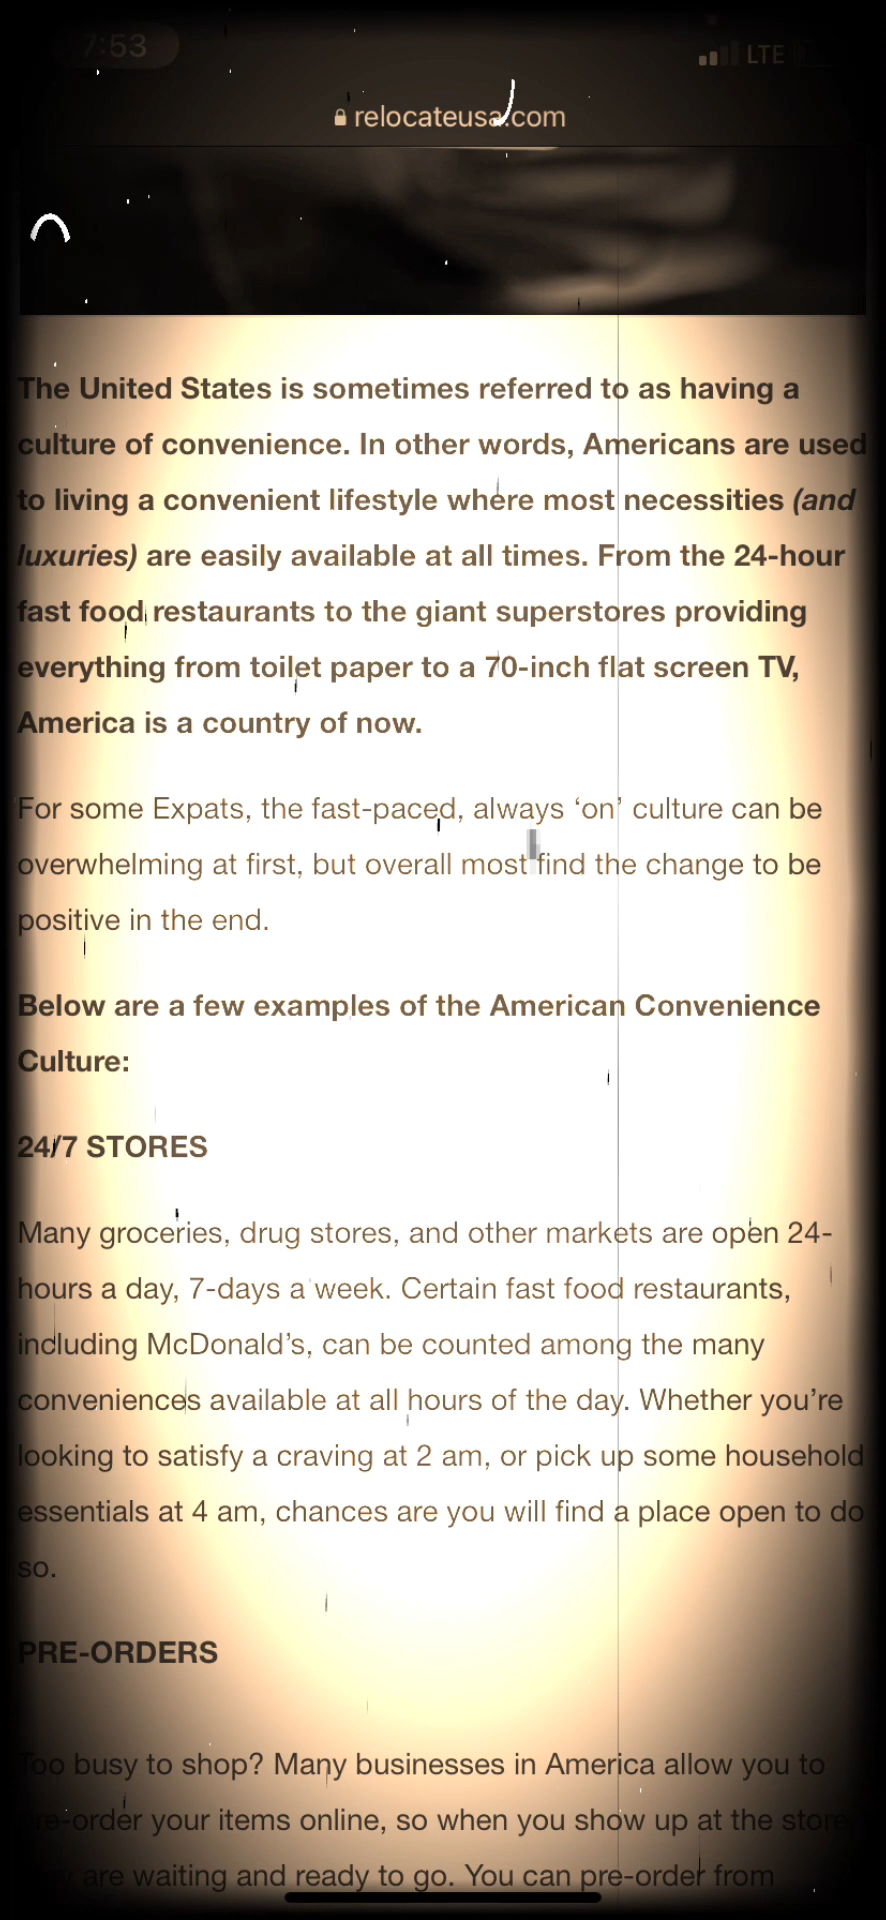 7:53
LTE
relocateusa.com
The United States is sometimes referred to as having a
culture of convenience. In other words, Americans are used
to living a convenient lifestyle where most necessities (and
luxuries) are easily available at all times. From the 24-hour
fast food restaurants to the giant superstores providing
everything from toilet paper to a 70-inch flat screen TV,
America is a country of now.
For some Expats, the fast-paced, always ‘on’ culture can be
overwhelming at first, but overall most find the change to be
positive in the end.
Below are a few examples of the American Convenience
Culture:
24/7 STORES
Many groceries, drug stores, and other markets are open 24-
hours a day, 7-days a week. Certain fast food restaurants,
including McDonald’s, can be counted among the many
conveniences available at all hours of the day. Whether you’re
looking to satisfy a craving at 2 am, or pick up some household
essentials at 4 am, chances are you will find a place open to do
so.
PRE-ORDERS
Too busy to shop? Many businesses in America allow you to
pre-order your items online, so when you show up at the store
they are waiting and ready to go. You can pre-order from